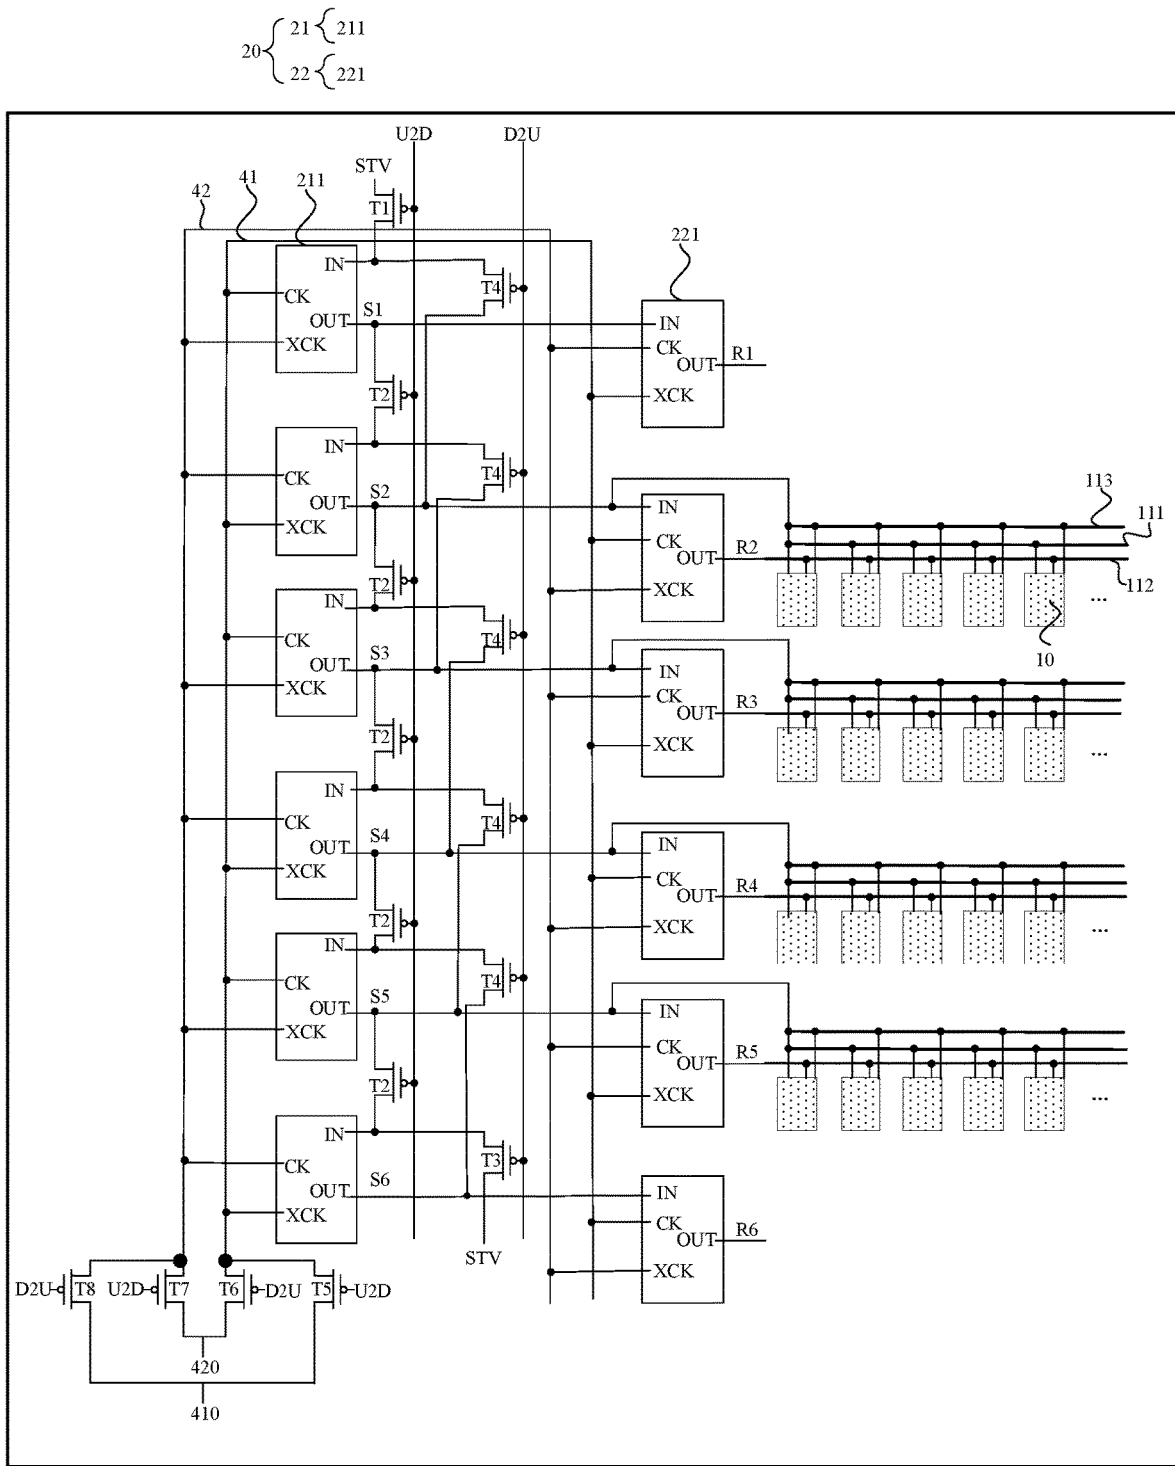 20 { 21 { 211
22 { 221
U2D D2U
STV
42 41 211 T1 221
IN
T4
CK S1
OUT IN
XCK CK R1
OUT
T2 XCK
IN
T4
CK S2 113
OUT IN 111
XCK CK R2
OUT
T2 XCK 112
IN ...
CK T4 10
OUT S3 IN
XCK CK R3
OUT
T2 XCK ...
IN
CK T4
OUT S4 IN
XCK CK R4
OUT
T2 XCK ...
IN
CK T4
OUT S5 IN
XCK CK R5
OUT
T2 XCK ...
IN
CK T3
OUT S6 IN
XCK CK R6
OUT
STV XCK
D2U T8 U2D T7 T6 D2U T5 U2D
420
410